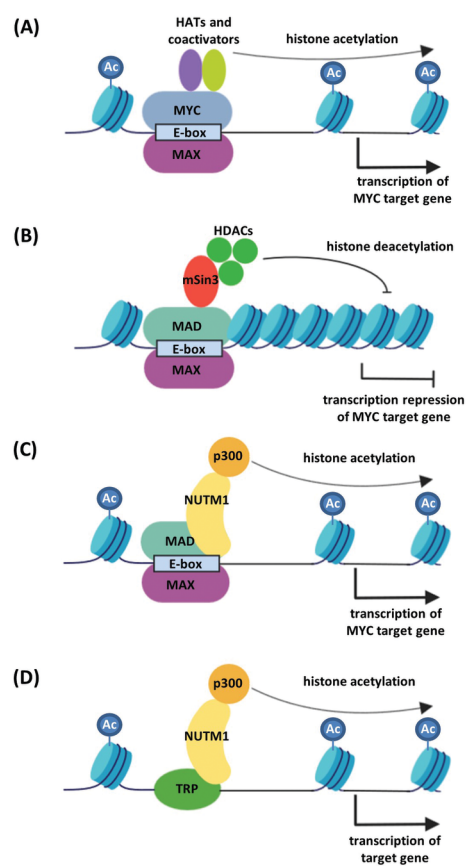 (A)
HATs and
coactivators
histone acetylation
Ac
Ac
Ac
MYC
E-box
MAX
transcription of
MYC target gene
(B)
HDACs
histone deacetylation
mSin3
MAD
E-box
MAX
transcription repression
of MYC target gene
(C)
p300
histone acetylation
Ac
NUTM1
Ac
Ac
MAD
E-box
MAX
transcription of
MYC target gene
(D)
p300
histone acetylation
Ac
NUTM1
Ac
Ac
TRP
transcription of
target gene